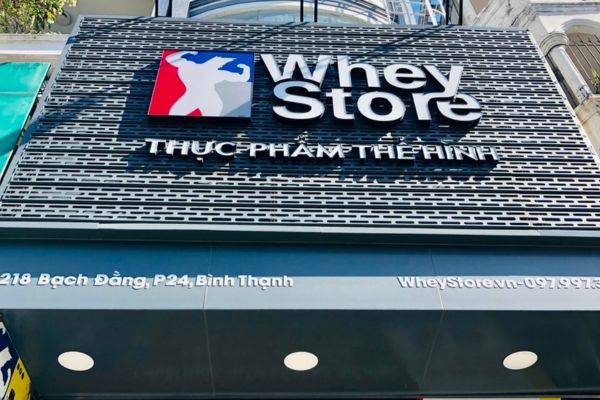 Whey
Store
THỰC PHẨM THỂ HÌNH
218 Bạch Đằng, P24, Bình Thạnh
WheyStore.vn-097.997.3